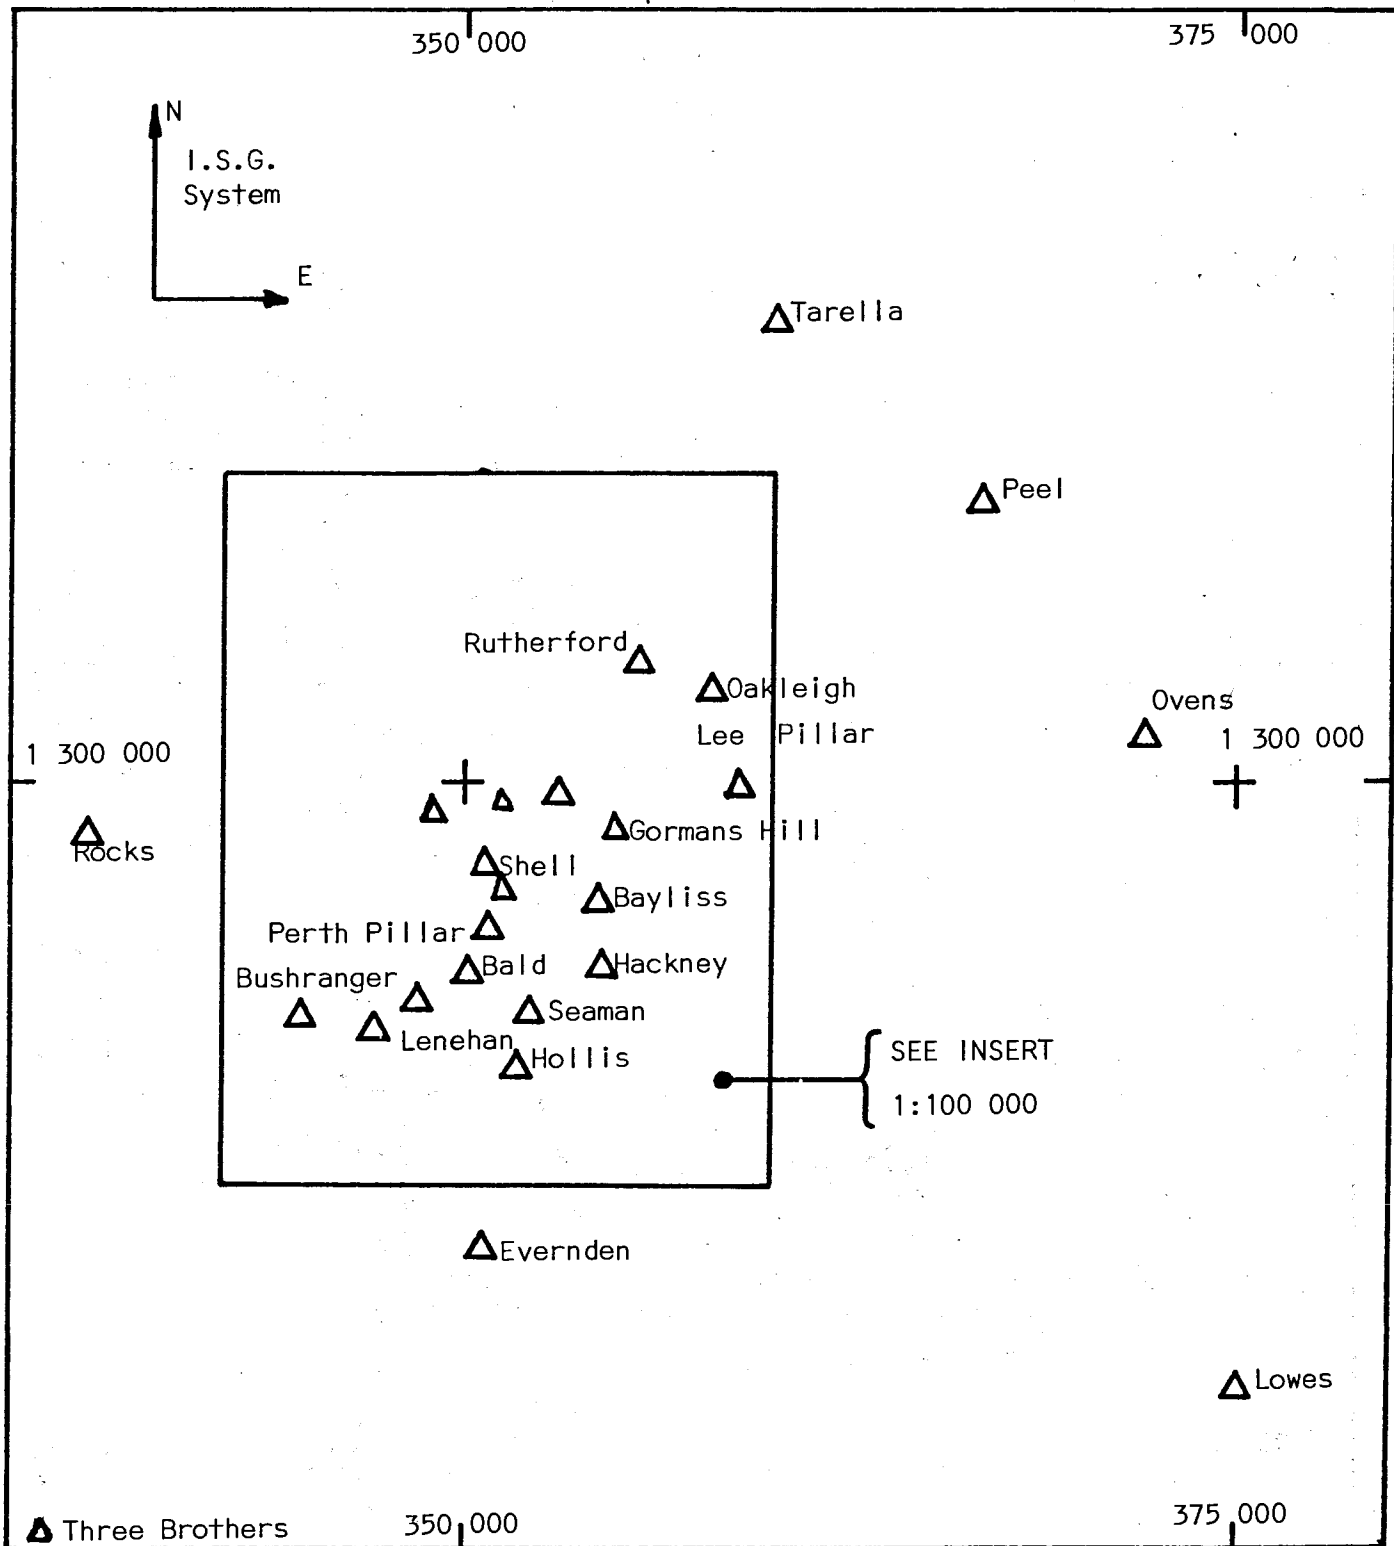 350 000
375 000
N
I.S.G.
System
E
Tarella
Peel
Rutherford
Oakleigh
Ovens
Lee Pillar
1 300 000
1 300 000
Gormans Hill
Rocks
Shell
Bayliss
Perth Pillar
Bald
Hackney
Bushranger
Seaman
Lenehan
Hollis
SEE INSERT
1:100 000
Evernden
Lowes
Three Brothers
350 000
375 000